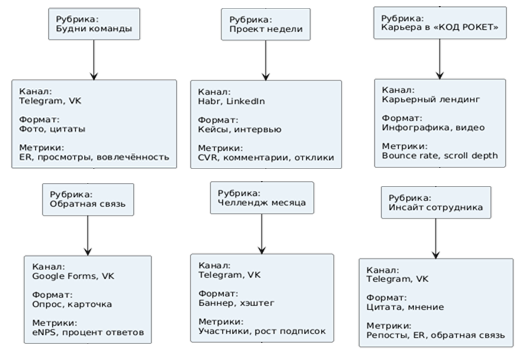 Рубрика:
Будни команды
Рубрика:
Проект недели
Рубрика:
Карьера в «КОД РОКЕТ»
Канал:
Telegram, VK
Формат:
Фото, цитаты
Метрики:
ER, просмотры, вовлечённость
Канал:
Habr, LinkedIn
Формат:
Кейсы, интервью
Метрики:
CVR, комментарии, отклики
Канал:
Карьерный лендинг
Формат:
Инфографика, видео
Метрики:
Bounce rate, scroll depth
Рубрика:
Обратная связь
Рубрика:
Челлендж месяца
Рубрика:
Инсайт сотрудника
Канал:
Google Forms, VK
Формат:
Опрос, карточка
Метрики:
eNPS, процент ответов
Канал:
Telegram, VK
Формат:
Баннер, хэштег
Метрики:
Участники, рост подписок
Канал:
Telegram, VK
Формат:
Цитата, мнение
Метрики:
Репосты, ER, обратная связь